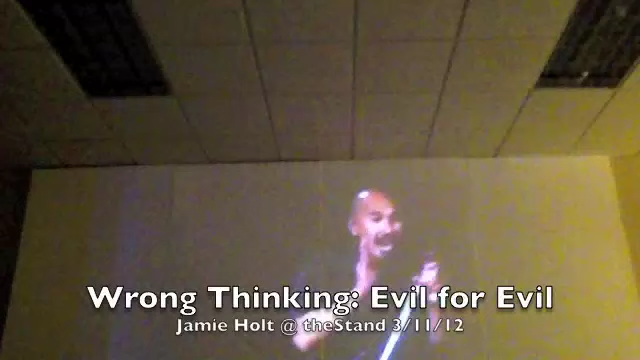 Wrong Thinking: Evil for Evil
Jamie Holt @ theStand 3/11/12